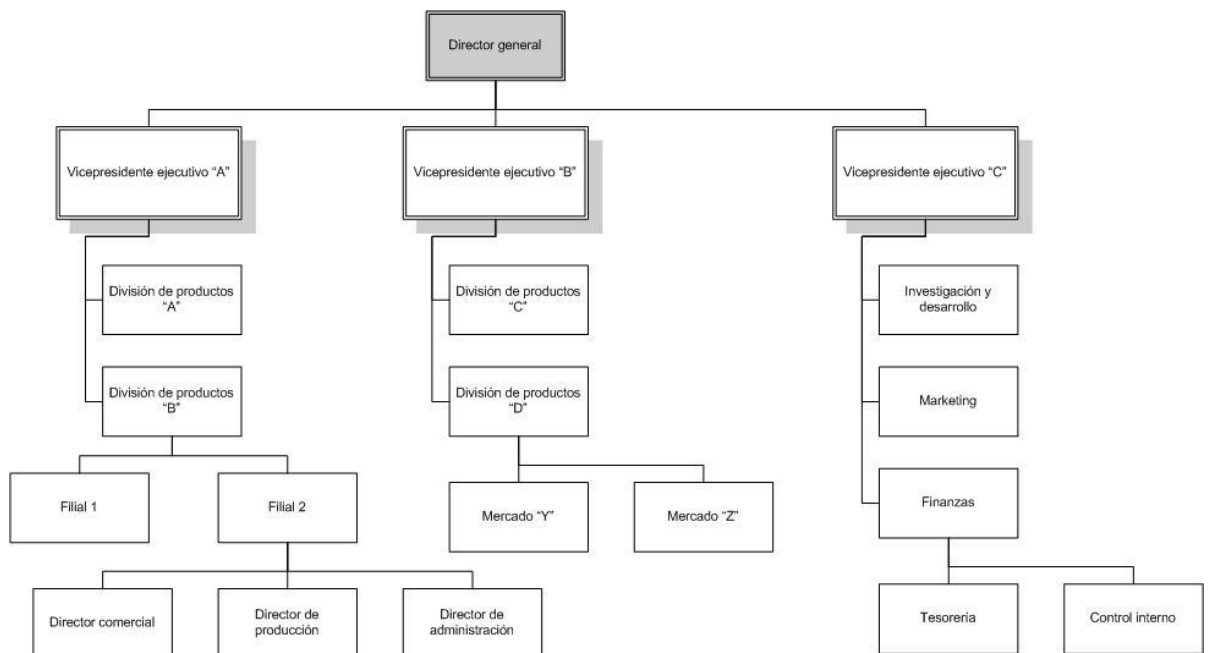 Director general
Vicepresidente ejecutivo “A”
Vicepresidente ejecutivo “B”
Vicepresidente ejecutivo “C”
División de productos
“A”
División de productos
“C”
Investigación y
desarrollo
División de productos
“B”
División de productos
“D”
Marketing
Filial 1
Filial 2
Mercado “Y”
Mercado “Z”
Finanzas
Director comercial
Director de
producción
Director de
administración
Tesorería
Control interno